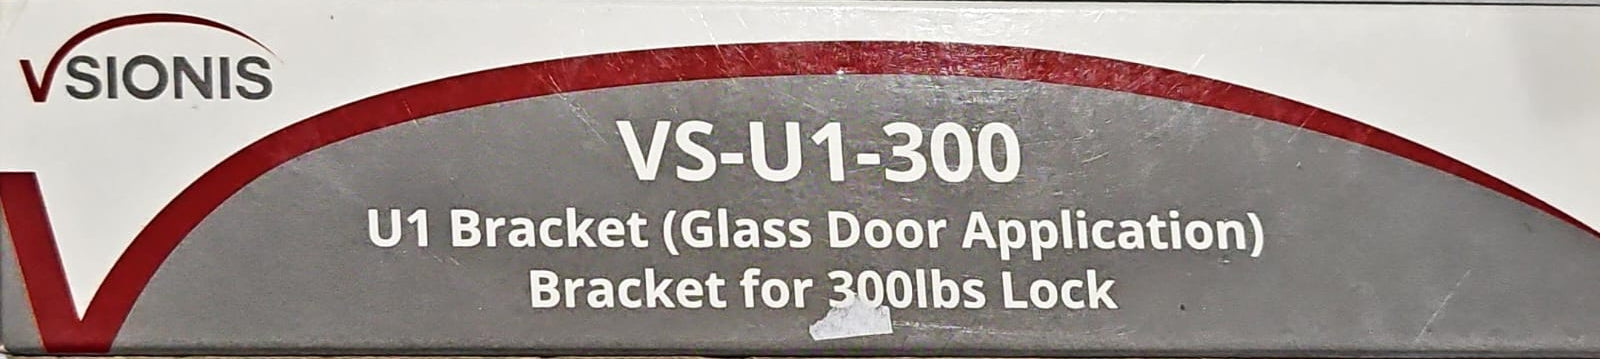 VSIONIS
VS-U1-300
U1 Bracket (Glass Door Application)
Bracket for 300lbs Lock